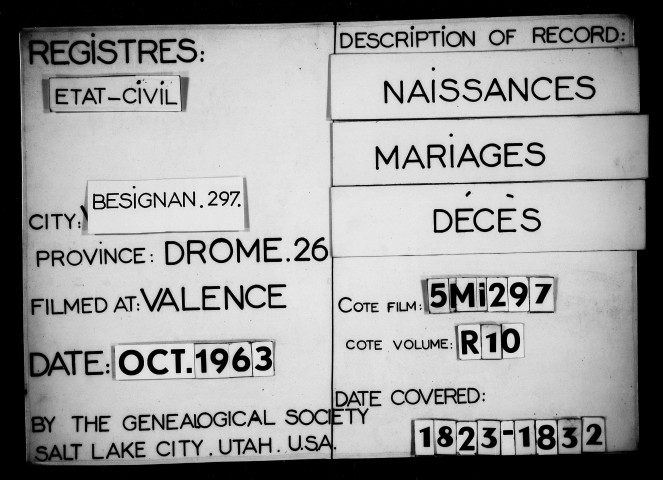 REGISTRES:
ETAT-CIVIL
CITY: BESIGNAN.297.
PROVINCE: DROME.26
FILMED AT: VALENCE
DATE: OCT.1963
BY THE GENEALOGICAL SOCIETY
SALT LAKE CITY. UTAH. U.S.A.
DESCRIPTION OF RECORD:
NAISSANCES
MARIAGES
DÉCÈS
COTE FILM: 5Mi297
COTE VOLUME: R10
DATE COVERED:
1823-1832